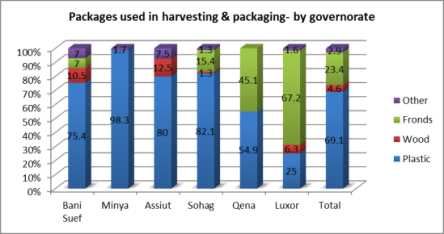 Packages used in harvesting & packaging- by governorate
100%
90%
80%
70%
60%
50%
40%
30%
20%
10%
0%
7
7
10.5
75.4
1.7
98.3
7.5
12.5
80
1.3
15.4
1.3
82.1
45.1
54.9
1.6
67.2
6.3
25
2.9
23.4
4.6
69.1
Other
Fronds
Wood
Plastic
Bani Suef
Minya
Assiut
Sohag
Qena
Luxor
Total